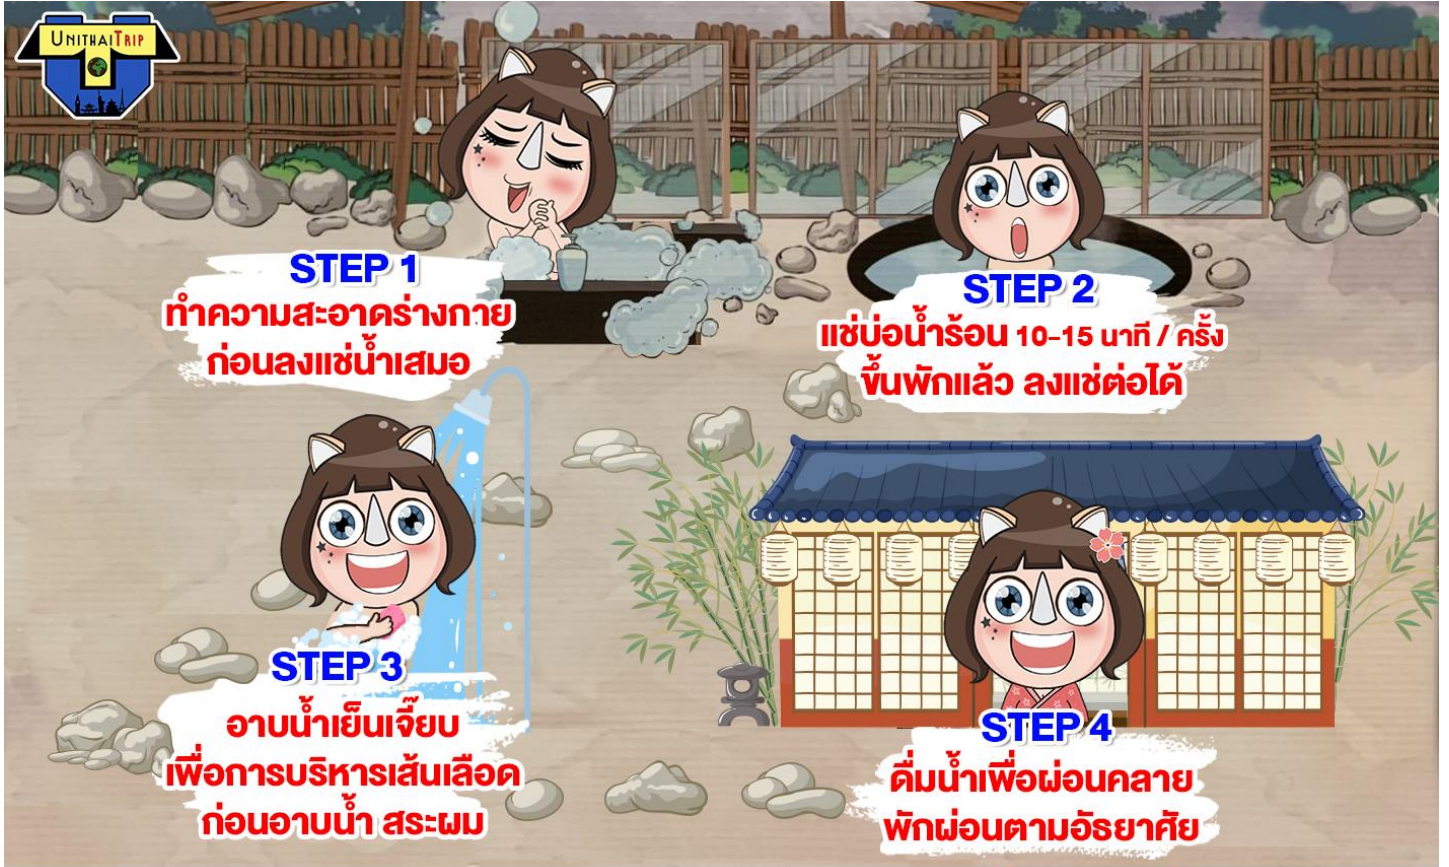 UNITHAITRIP
STEP 1
ทำความสะอาดร่างกาย
ก่อนลงแช่น้ำเสมอ
STEP 2
แช่บ่อน้ำร้อน 10-15 นาที / ครั้ง
ขึ้นพักแล้ว ลงแช่ต่อได้
STEP 3
อาบน้ำเย็นเจี๊ยบ
เพื่อการบริหารเส้นเลือด
ก่อนอาบน้ำ สระผม
STEP 4
ดื่มน้ำเพื่อผ่อนคลาย
พักผ่อนตามอัธยาศัย